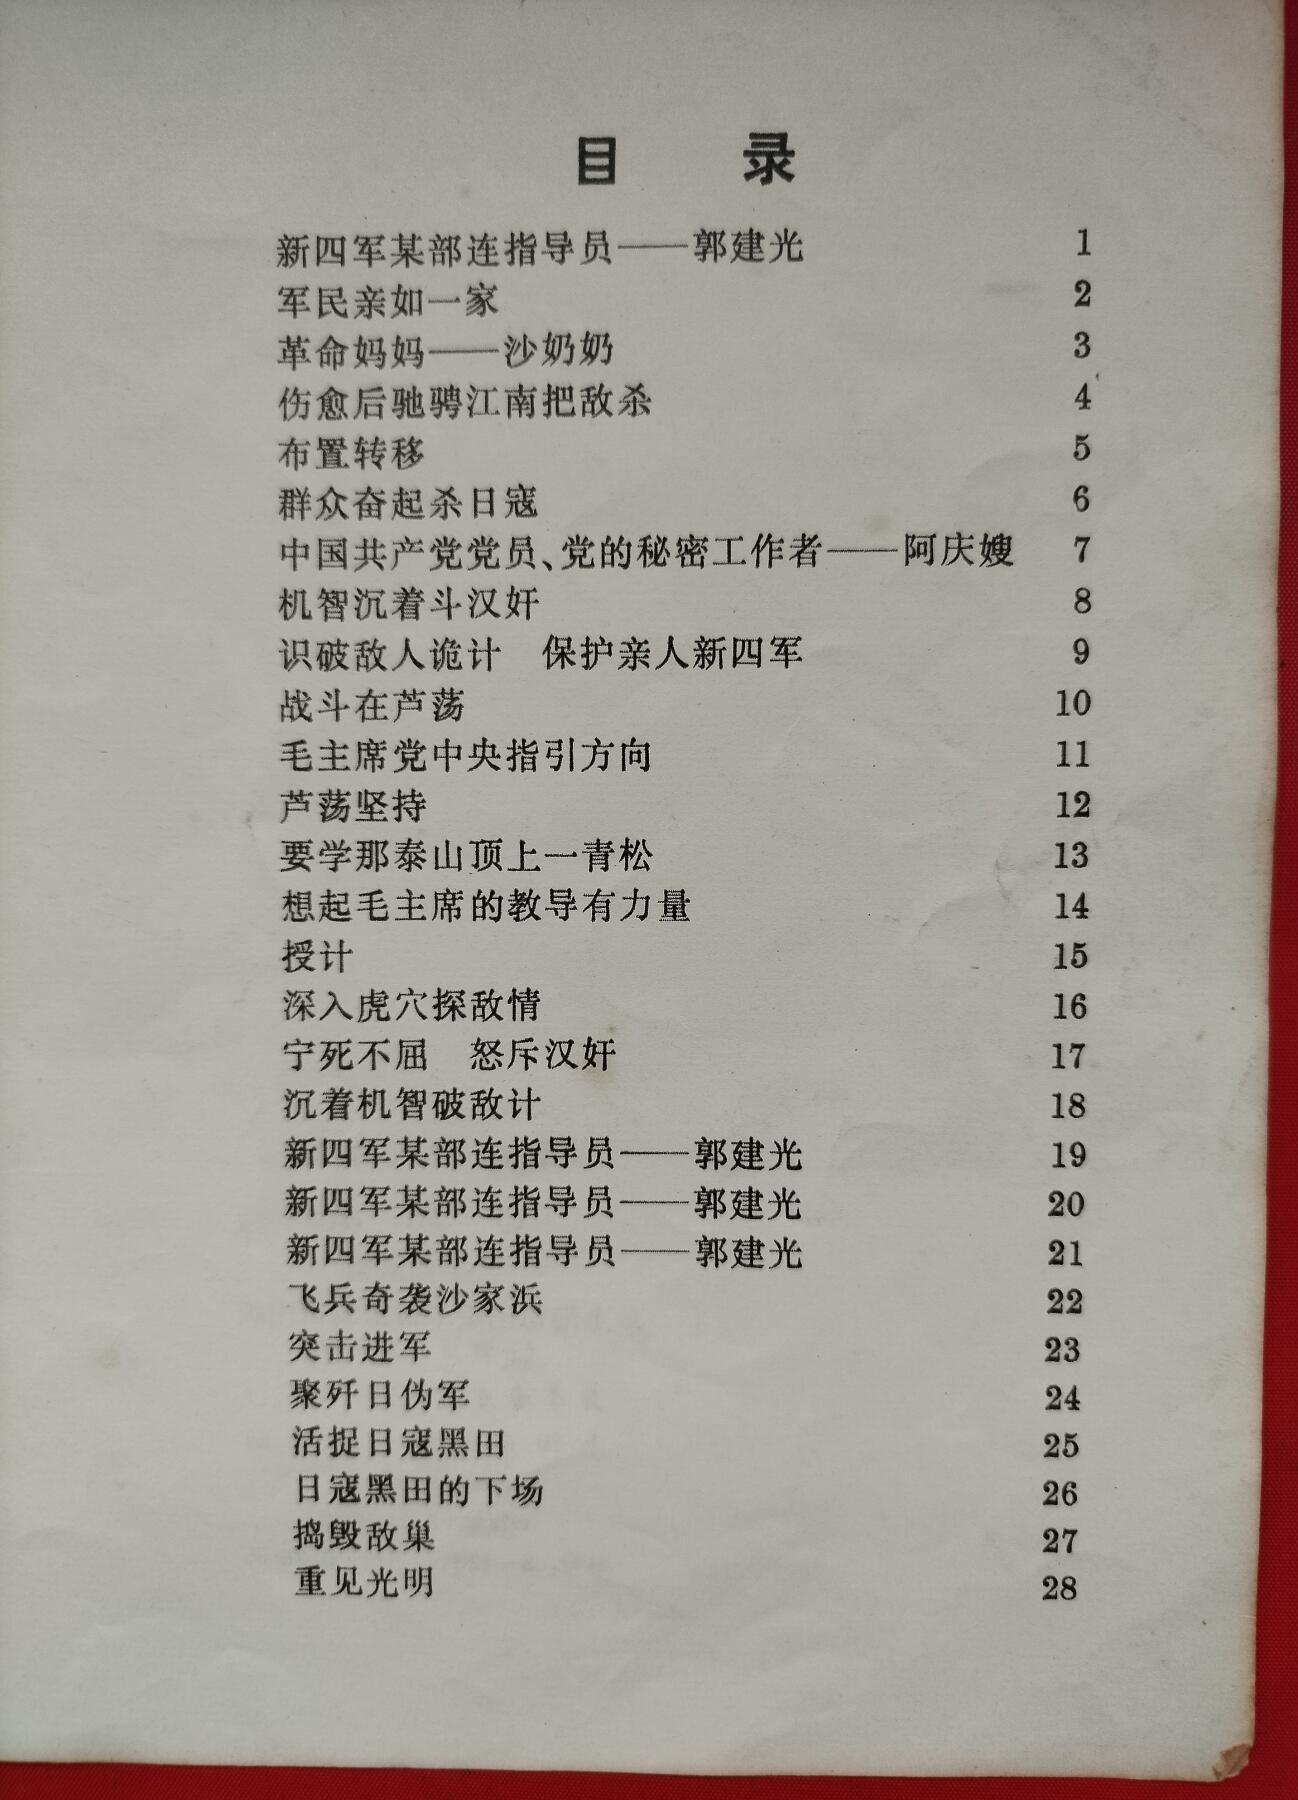 目 录
新四军某部连指导员——郭建光 1
军民亲如一家 2
革命妈妈——沙奶奶 3
伤愈后驰骋江南把敌杀 4
布置转移 5
群众奋起杀日寇 6
中国共产党党员、党的秘密工作者——阿庆嫂 7
机智沉着斗汉奸 8
识破敌人诡计 保护亲人新四军 9
战斗在芦荡 10
毛主席党中央指引方向 11
芦荡坚持 12
要学那泰山顶上一青松 13
想起毛主席的教导有力量 14
授计 15
深入虎穴探敌情 16
宁死不屈 怒斥汉奸 17
沉着机智破敌计 18
新四军某部连指导员——郭建光 19
新四军某部连指导员——郭建光 20
新四军某部连指导员——郭建光 21
飞兵奇袭沙家浜 22
突击进军 23
聚歼日伪军 24
活捉日寇黑田 25
日寇黑田的下场 26
捣毁敌巢 27
重见光明 28